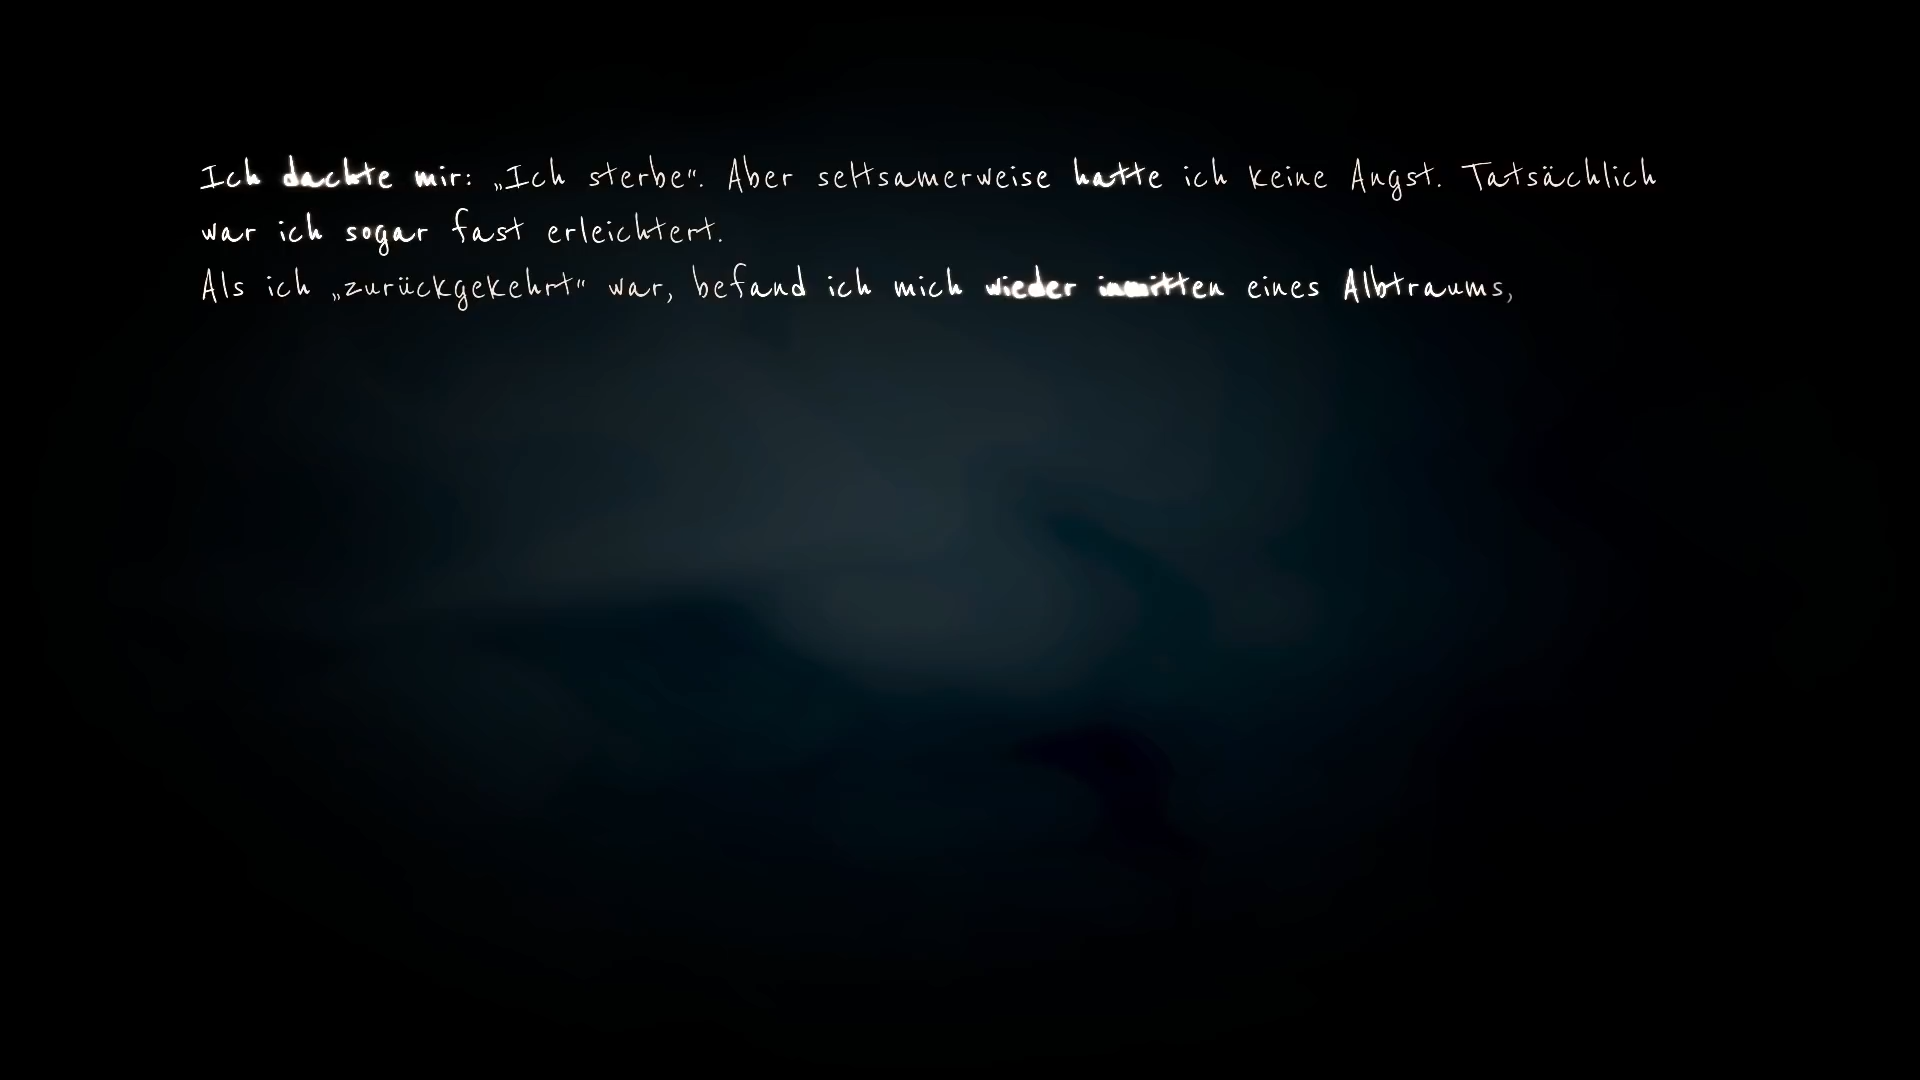 Ich dachte mir: „Ich sterbe“. Aber seltsamerweise hatte ich keine Angst. Tatsächlich
war ich sogar fast erleichtert.
Als ich „zurückgekehrt“ war, befand ich mich wieder inmitten eines Albtraums,